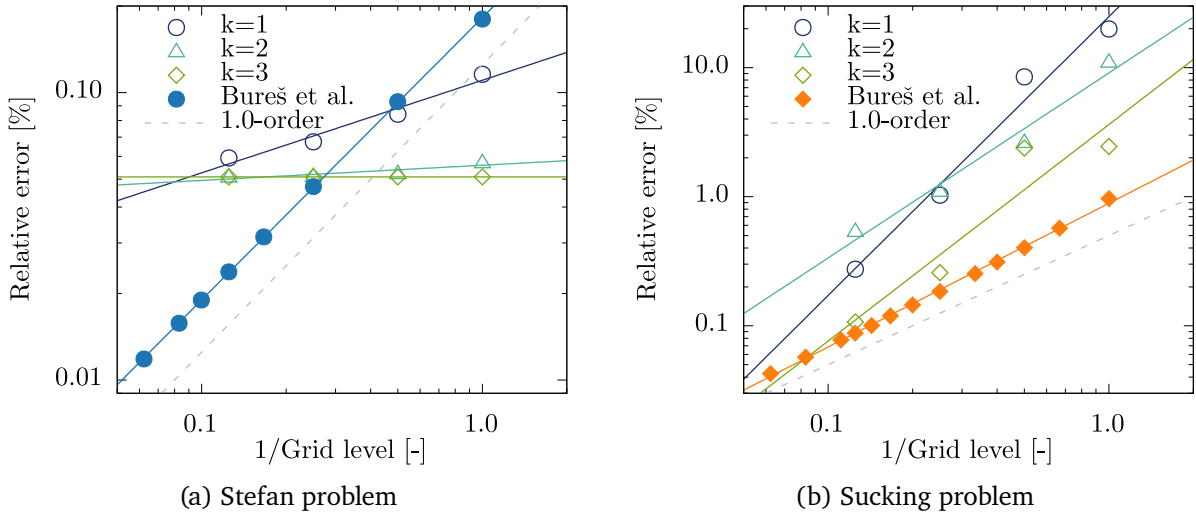 k=1
k=2
k=3
Bureš et al.
1.0-order
0.10
0.01
Relative error [%]
0.1 1.0
1/Grid level [-]
(a) Stefan problem
k=1
k=2
k=3
Bureš et al.
1.0-order
10.0
1.0
0.1
Relative error [%]
0.1 1.0
1/Grid level [-]
(b) Sucking problem